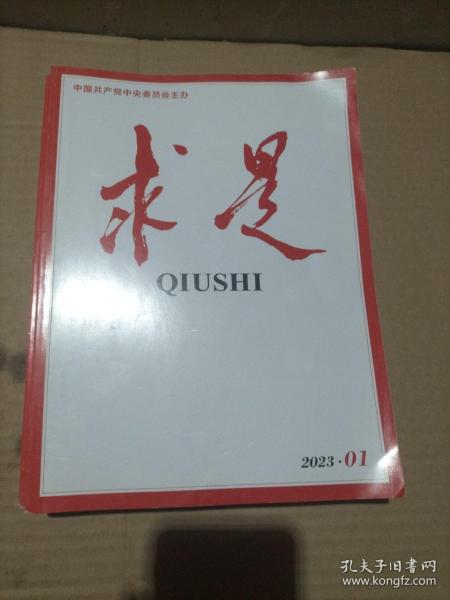 中国共产党中央委员会主办
求是
QIUSHI
2023·01
孔夫子旧书网
www.kongfz.com